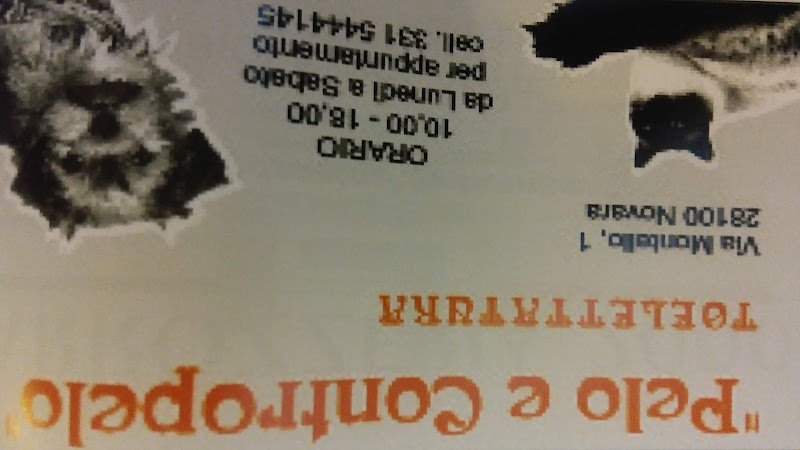 "Pelo e Contropelo"
TOELETTATURA
Via Montello, 1
28100 Novara
ORARIO
10,00 - 18,00
da Lunedì a Sabato
per appuntamento
cell. 331 5444145